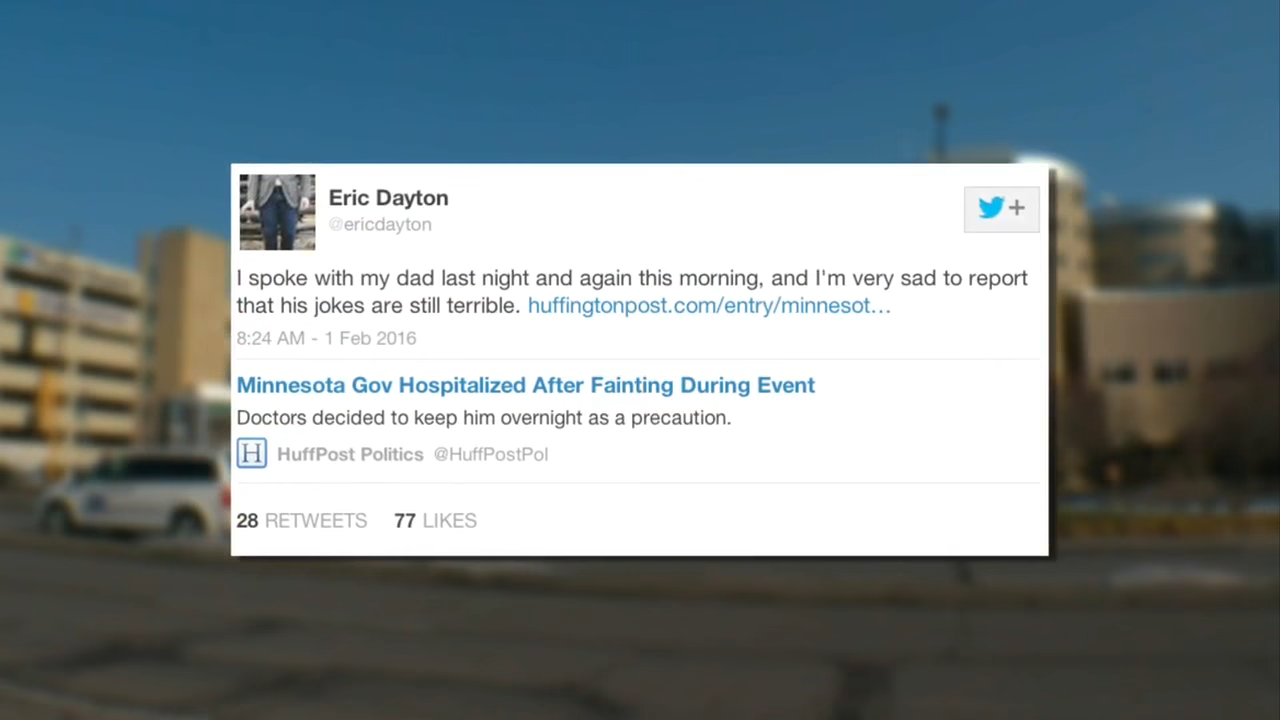 Eric Dayton
@ericdayton
I spoke with my dad last night and again this morning, and I'm very sad to report
that his jokes are still terrible. huffingtonpost.com/entry/minnesot…
8:24 AM - 1 Feb 2016
Minnesota Gov Hospitalized After Fainting During Event
Doctors decided to keep him overnight as a precaution.
H HuffPost Politics @HuffPostPol
28 RETWEETS 77 LIKES